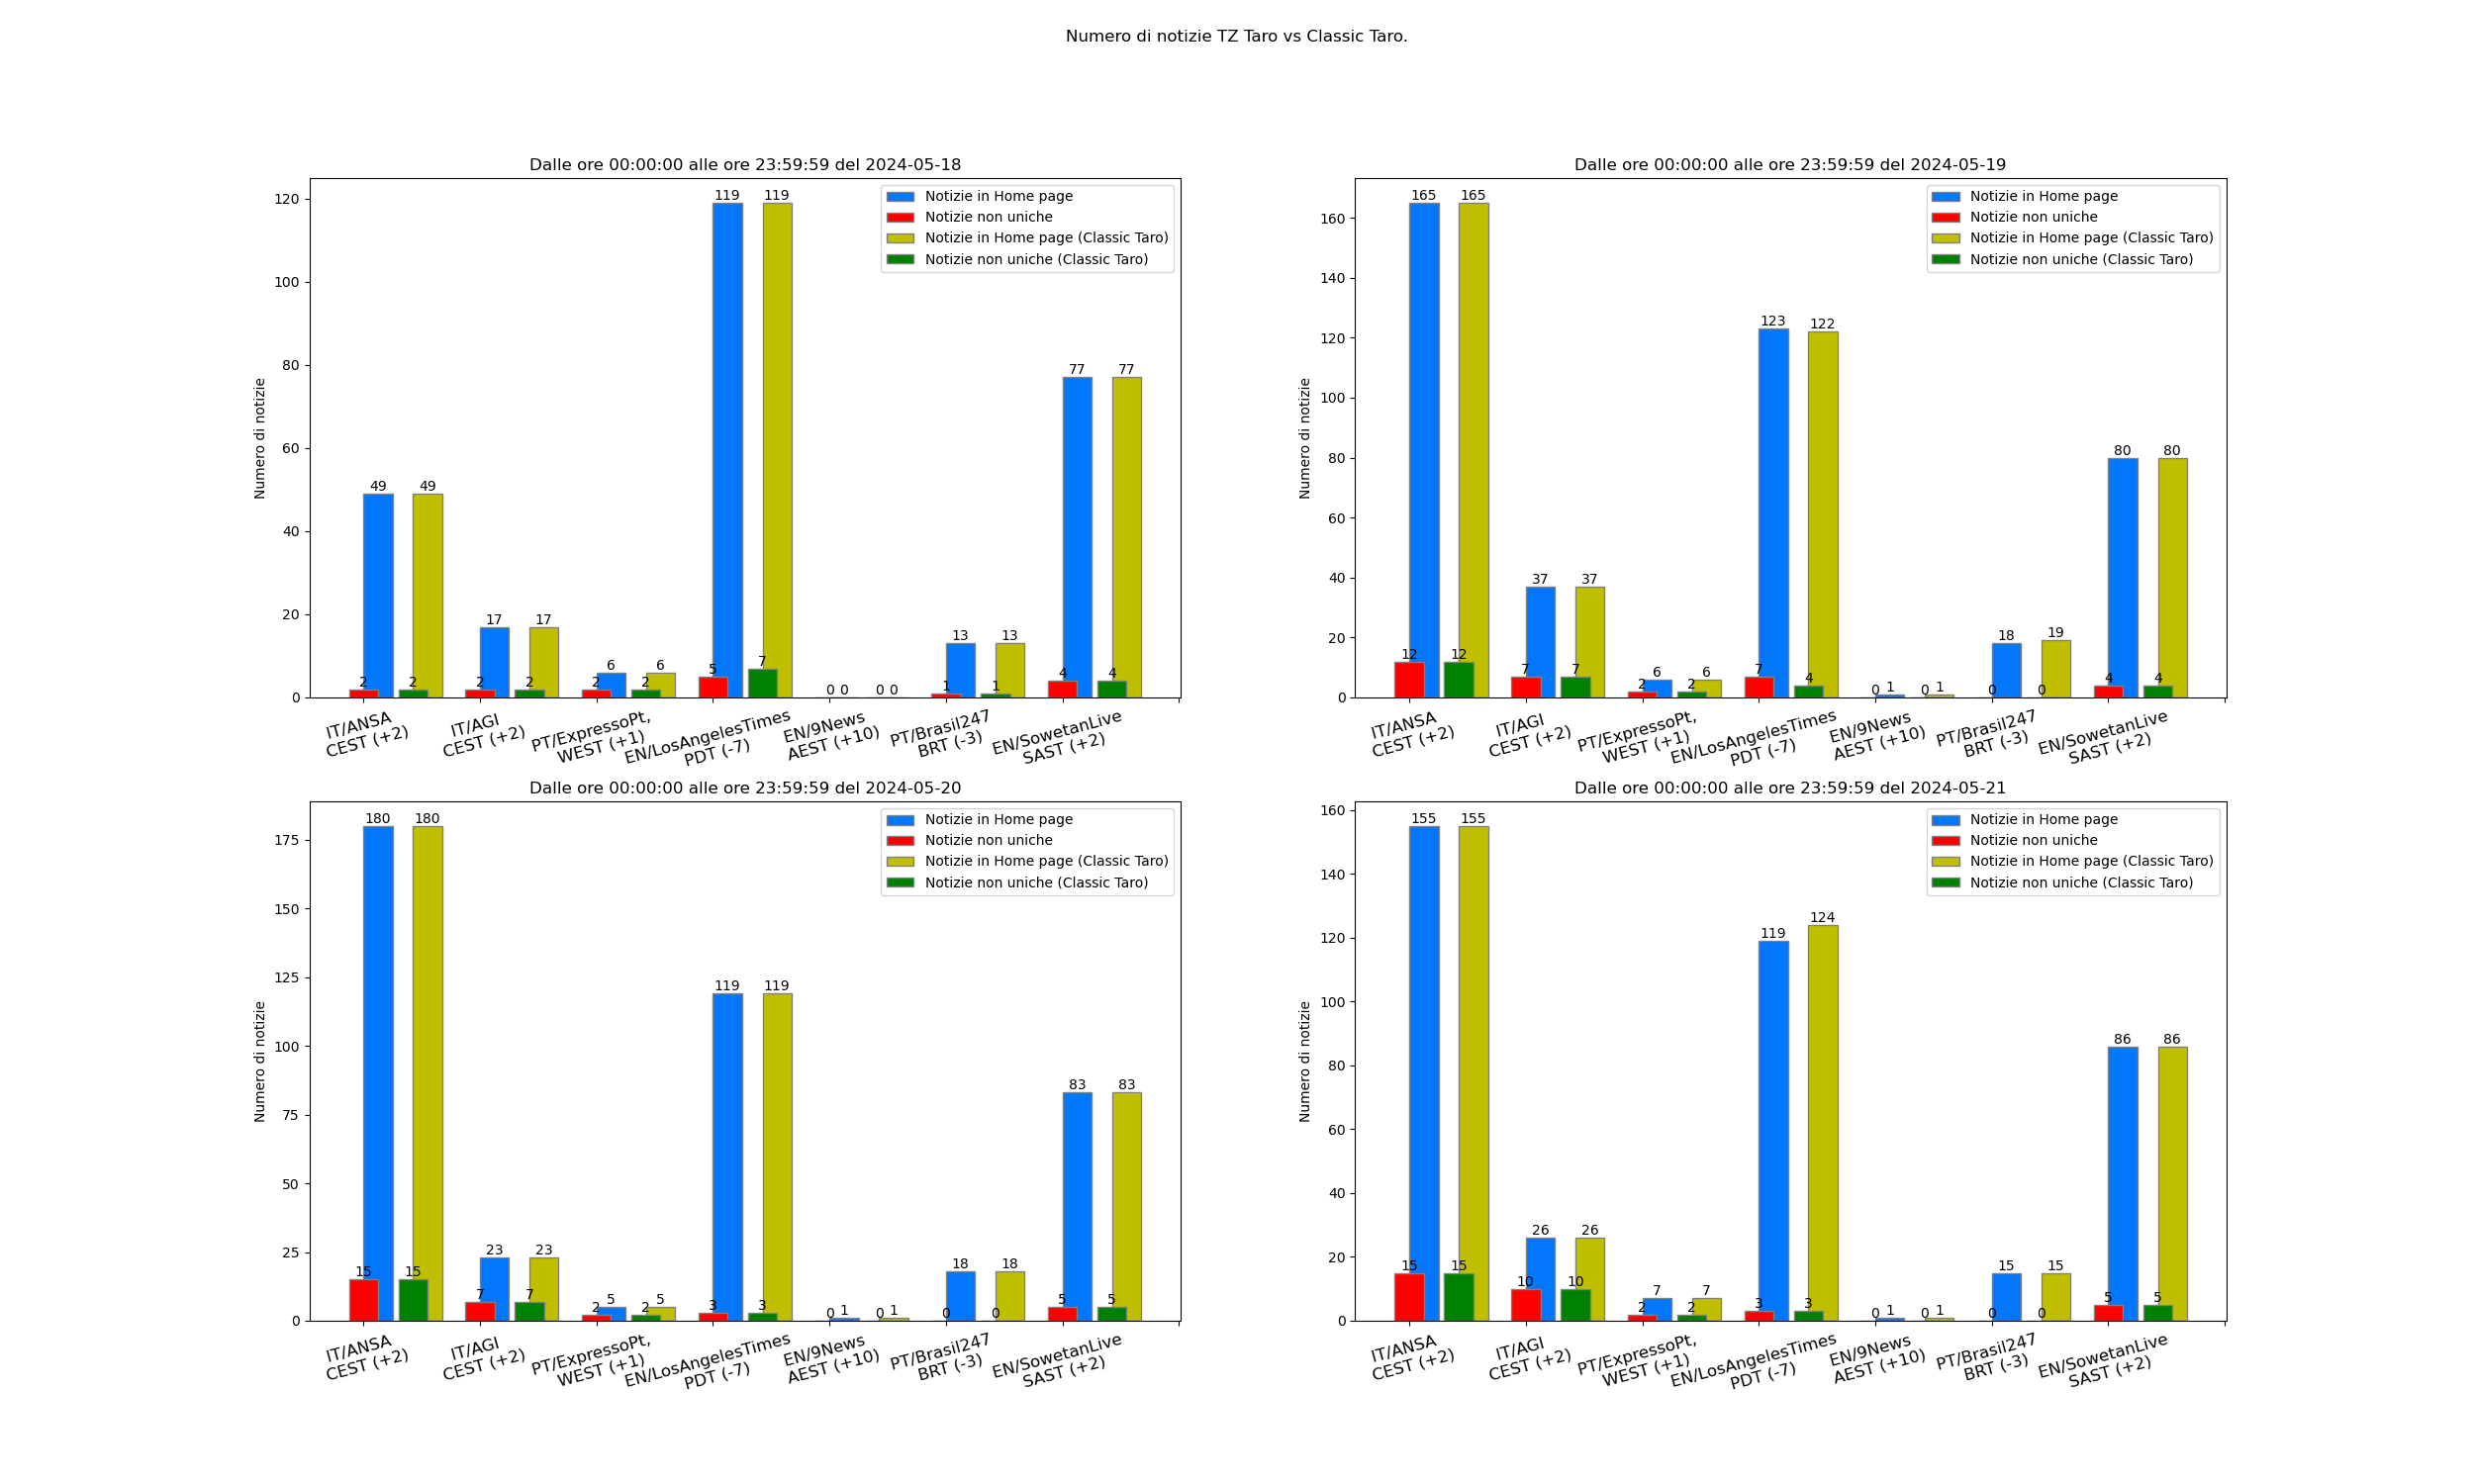 Numero di notizie TZ Taro vs Classic Taro.
Dalle ore 00:00:00 alle ore 23:59:59 del 2024-05-18
Numero di notizie
120
100
80
60
40
20
0
Notizie in Home page
Notizie non uniche
Notizie in Home page (Classic Taro)
Notizie non uniche (Classic Taro)
2 49 2 49
2 17 2 17
2 6 2 6
5 119 7 119
0 0 0 0
1 13 1 13
4 77 4 77
IT/ANSA
CEST (+2)
IT/AGI
CEST (+2)
PT/ExpressoPt,
WEST (+1)
EN/LosAngelesTimes
PDT (-7)
EN/9News
AEST (+10)
PT/Brasil247
BRT (-3)
EN/SowetanLive
SAST (+2)
Dalle ore 00:00:00 alle ore 23:59:59 del 2024-05-19
Numero di notizie
160
140
120
100
80
60
40
20
0
Notizie in Home page
Notizie non uniche
Notizie in Home page (Classic Taro)
Notizie non uniche (Classic Taro)
12 165 12 165
7 37 7 37
2 6 2 6
7 123 4 122
0 1 0 1
0 18 0 19
4 80 4 80
IT/ANSA
CEST (+2)
IT/AGI
CEST (+2)
PT/ExpressoPt,
WEST (+1)
EN/LosAngelesTimes
PDT (-7)
EN/9News
AEST (+10)
PT/Brasil247
BRT (-3)
EN/SowetanLive
SAST (+2)
Dalle ore 00:00:00 alle ore 23:59:59 del 2024-05-20
Numero di notizie
175
150
125
100
75
50
25
0
Notizie in Home page
Notizie non uniche
Notizie in Home page (Classic Taro)
Notizie non uniche (Classic Taro)
15 180 15 180
7 23 7 23
2 5 2 5
3 119 3 119
0 1 0 1
0 18 0 18
5 83 5 83
IT/ANSA
CEST (+2)
IT/AGI
CEST (+2)
PT/ExpressoPt,
WEST (+1)
EN/LosAngelesTimes
PDT (-7)
EN/9News
AEST (+10)
PT/Brasil247
BRT (-3)
EN/SowetanLive
SAST (+2)
Dalle ore 00:00:00 alle ore 23:59:59 del 2024-05-21
Numero di notizie
160
140
120
100
80
60
40
20
0
Notizie in Home page
Notizie non uniche
Notizie in Home page (Classic Taro)
Notizie non uniche (Classic Taro)
15 155 15 155
10 26 10 26
2 7 2 7
3 119 3 124
0 1 0 1
0 15 0 15
5 86 5 86
IT/ANSA
CEST (+2)
IT/AGI
CEST (+2)
PT/ExpressoPt,
WEST (+1)
EN/LosAngelesTimes
PDT (-7)
EN/9News
AEST (+10)
PT/Brasil247
BRT (-3)
EN/SowetanLive
SAST (+2)